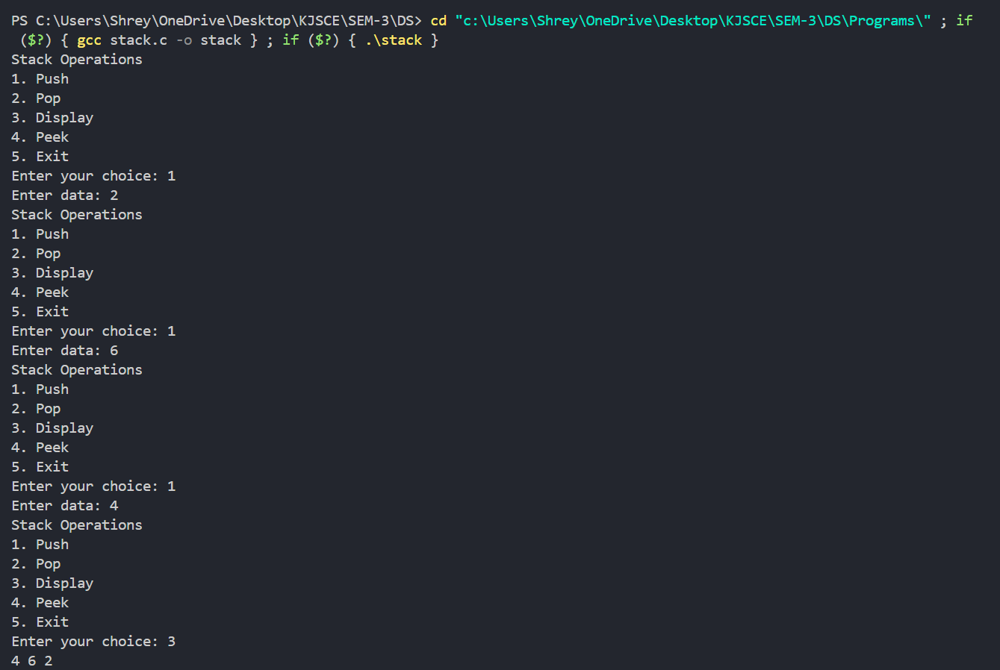 PS C:\Users\Shrey\OneDrive\Desktop\KJSCE\SEM-3\DS> cd "c:\Users\Shrey\OneDrive\Desktop\KJSCE\SEM-3\DS\Programs\" ; if
($?) { gcc stack.c -o stack } ; if ($?) { .\stack }
Stack Operations
1. Push
2. Pop
3. Display
4. Peek
5. Exit
Enter your choice: 1
Enter data: 2
Stack Operations
1. Push
2. Pop
3. Display
4. Peek
5. Exit
Enter your choice: 1
Enter data: 6
Stack Operations
1. Push
2. Pop
3. Display
4. Peek
5. Exit
Enter your choice: 1
Enter data: 4
Stack Operations
1. Push
2. Pop
3. Display
4. Peek
5. Exit
Enter your choice: 3
4 6 2